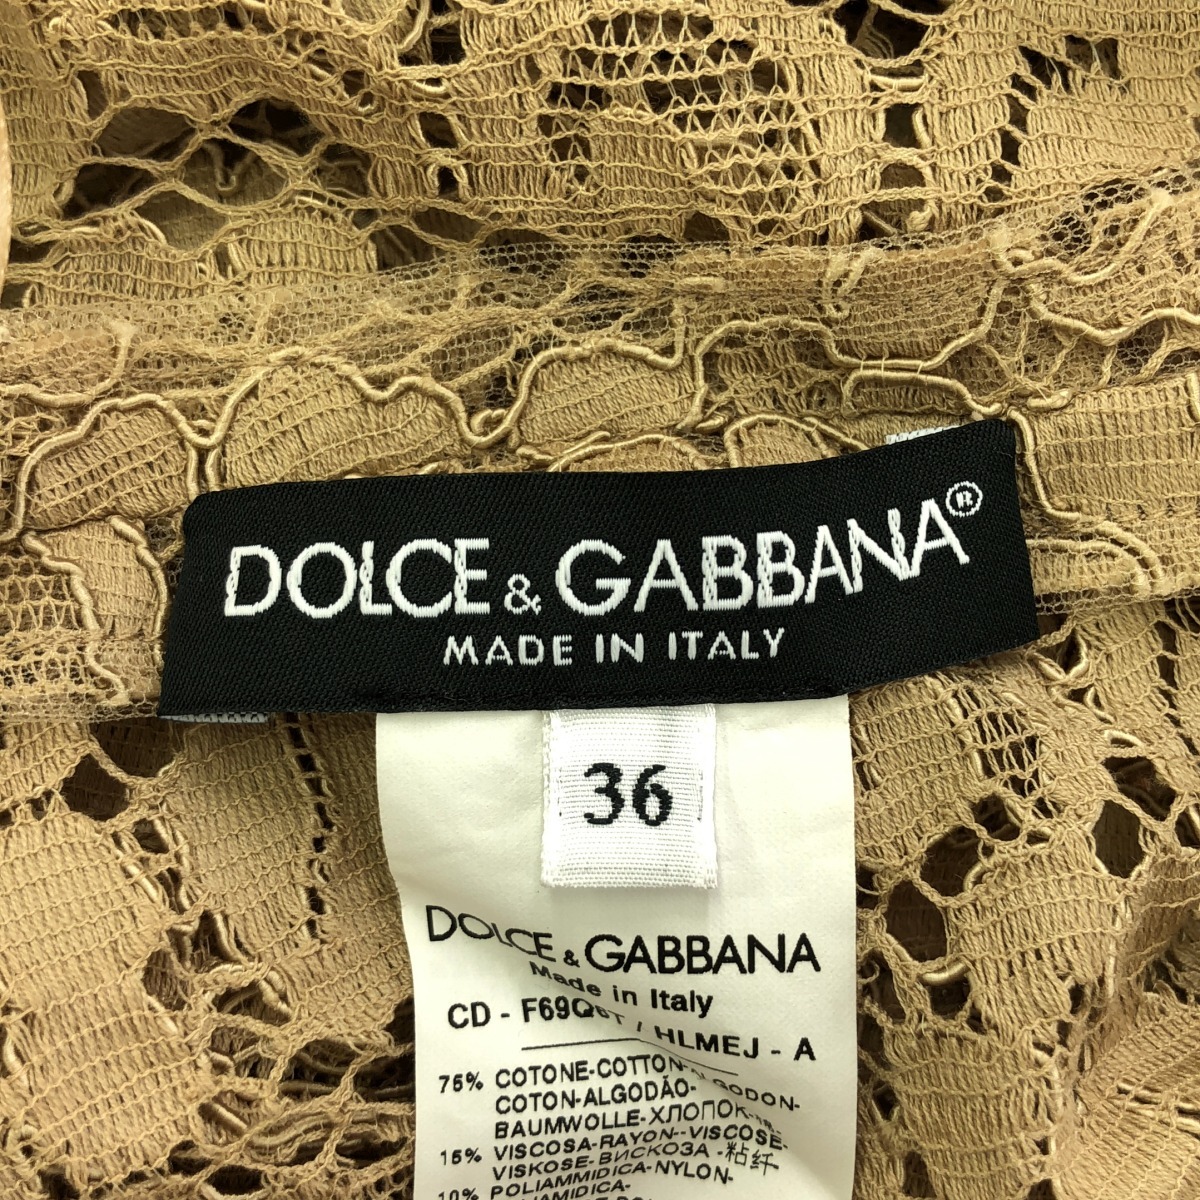 DOLCE & GABBANA®
MADE IN ITALY
36
DOLCE & GABBANA
Made in Italy
CD - F69Q6T / HLMEJ - A
75% COTONE-COTTON-
COTON-ALGODÃO-
BAUMWOLLE-ХЛОПОК-
15% VISCOSA-RAYON-VISCOSE-
VISKOSE-ВИСКОЗА-粘纤
10% POLIAMMIDICA-NYLON-